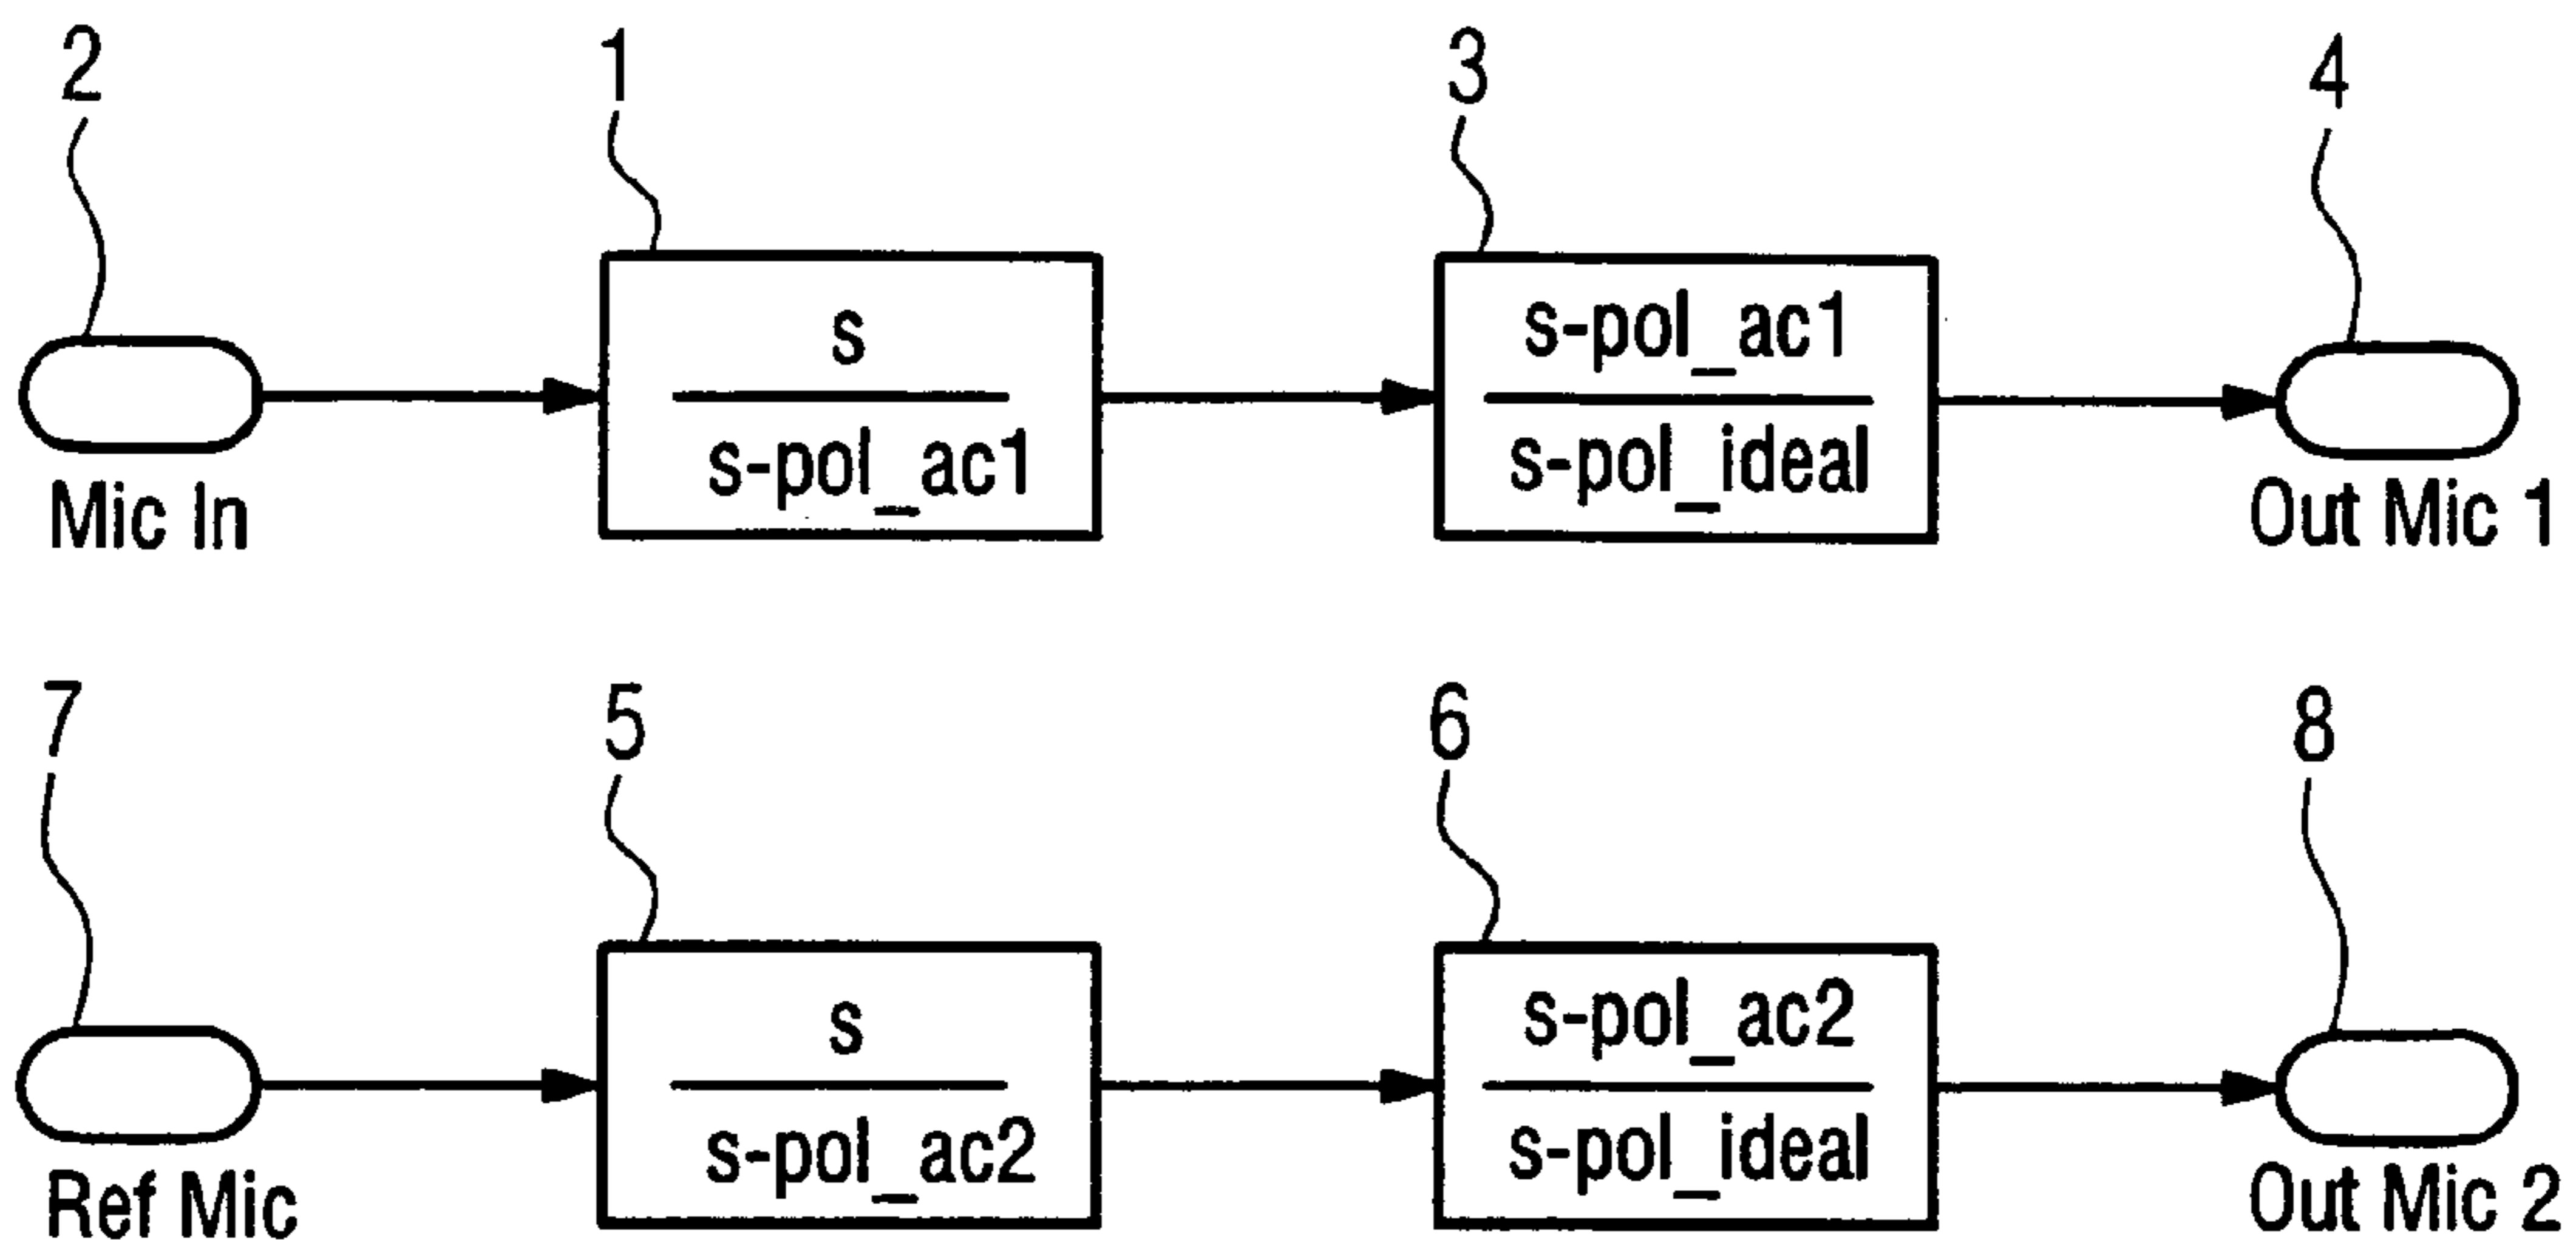 2 1 3 4
s s-pol_ac1
s-pol_ac1 s-pol_ideal
Mic In Out Mic 1
7 5 6 8
s s-pol_ac2
s-pol_ac2 s-pol_ideal
Ref Mic Out Mic 2